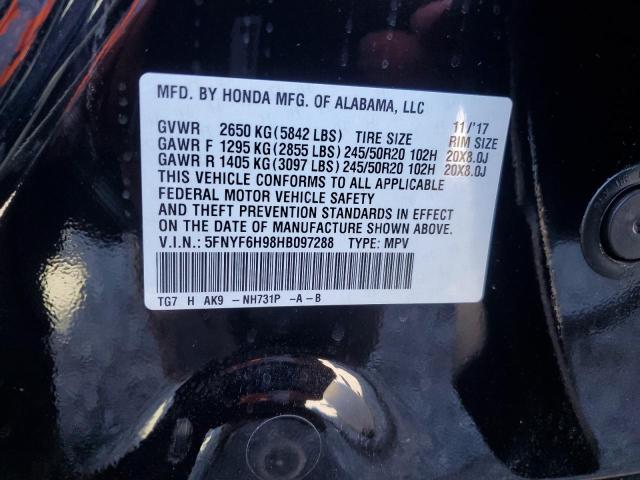 MFD. BY HONDA MFG. OF ALABAMA, LLC
GVWR 2650 KG (5842 LBS) TIRE SIZE 11/'17 RIM SIZE
GAWR F 1295 KG (2855 LBS) 245/50R20 102H 20X8.0J
GAWR R 1405 KG (3097 LBS) 245/50R20 102H 20X8.0J
THIS VEHICLE CONFORMS TO ALL APPLICABLE
FEDERAL MOTOR VEHICLE SAFETY
AND THEFT PREVENTION STANDARDS IN EFFECT
ON THE DATE OF MANUFACTURE SHOWN ABOVE.
V.I.N.: 5FNYF6H98HB097288 TYPE: MPV
TG7 H AK9 -NH731P -A-B